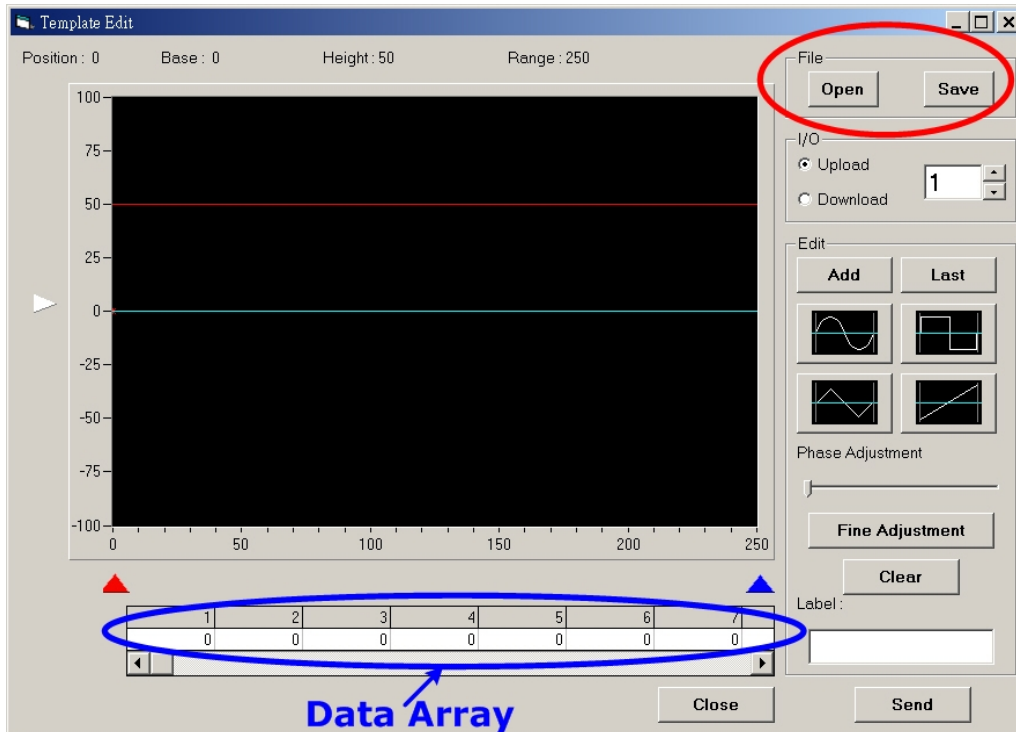 Template Edit
Position : 0 Base : 0 Height : 50 Range : 250
File
Open Save
I/O
Upload
Download
1
Edit
Add Last
Phase Adjustment
Fine Adjustment
Clear
Label :
100
75
50
25
0
-25
-50
-75
-100
0 50 100 150 200 250
1 2 3 4 5 6 7
0 0 0 0 0 0 0
Data Array
Close Send